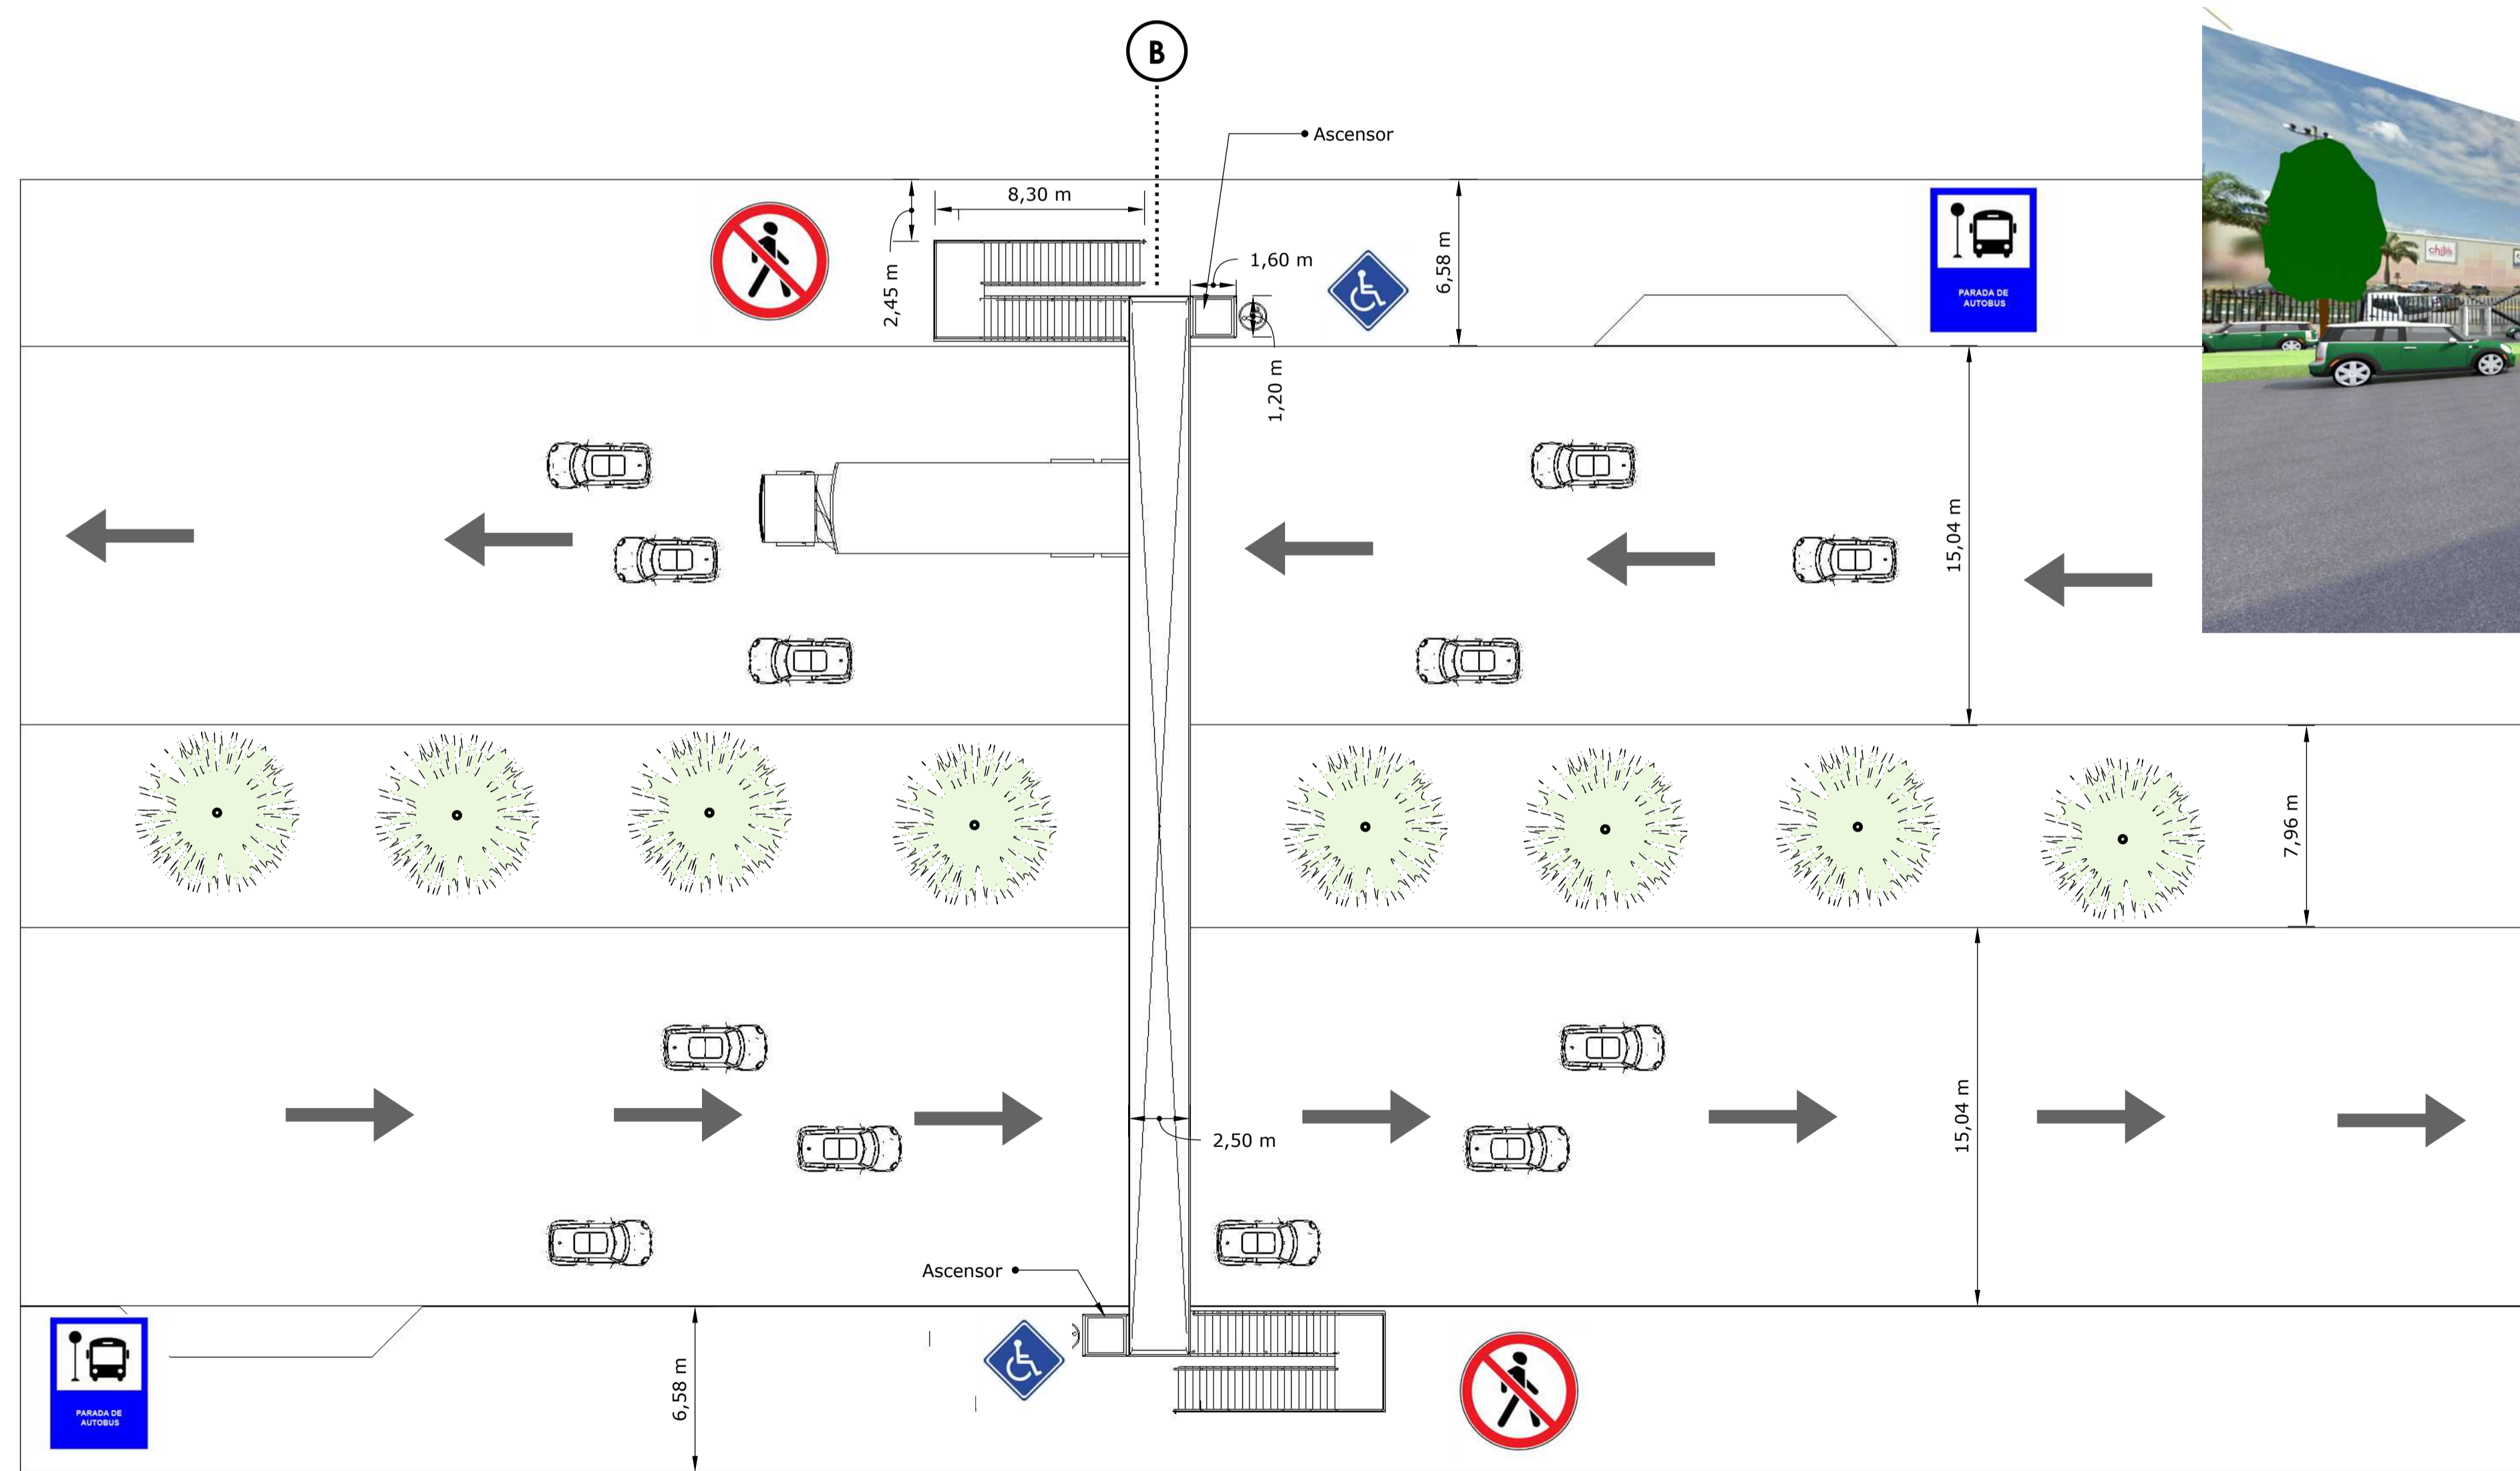 B
Ascensor
8,30 m
2,45 m
1,60 m
6,58 m
1,20 m
PARADA DE
AUTOBUS
chili's
15,04 m
7,96 m
15,04 m
2,50 m
Ascensor
6,58 m
PARADA DE
AUTOBUS